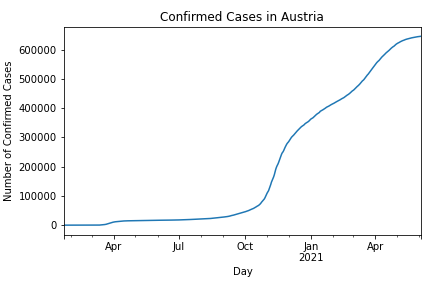 Confirmed Cases in Austria
Number of Confirmed Cases
600000
500000
400000
300000
200000
100000
0
Apr Jul Oct Jan Apr
2021
Day